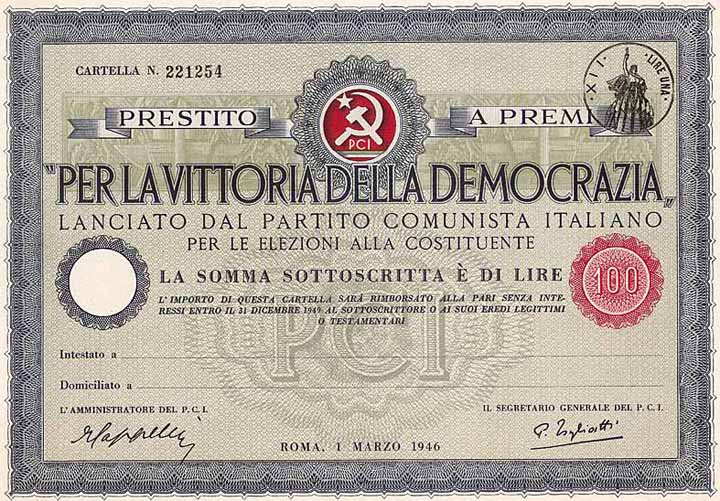 CARTELLA N. 221254
XII · LIRE UNA ·
PRESTITO A PREMI
PCI
"PER LA VITTORIA DELLA DEMOCRAZIA"
LANCIATO DAL PARTITO COMUNISTA ITALIANO
PER LE ELEZIONI ALLA COSTITUENTE
LA SOMMA SOTTOSCRITTA È DI LIRE 100
L'IMPORTO DI QUESTA CARTELLA SARÀ RIMBORSATO ALLA PARI SENZA INTE-
RESSI ENTRO IL 31 DICEMBRE 1949 AL SOTTOSCRITTORE O AI SUOI EREDI LEGITTIMI
O TESTAMENTARI
PCI
Intestato a
Domiciliato a
L'AMMINISTRATORE DEL P. C. I. IL SEGRETARIO GENERALE DEL P. C. I.
P. Togliatti
ROMA, 1 MARZO 1946